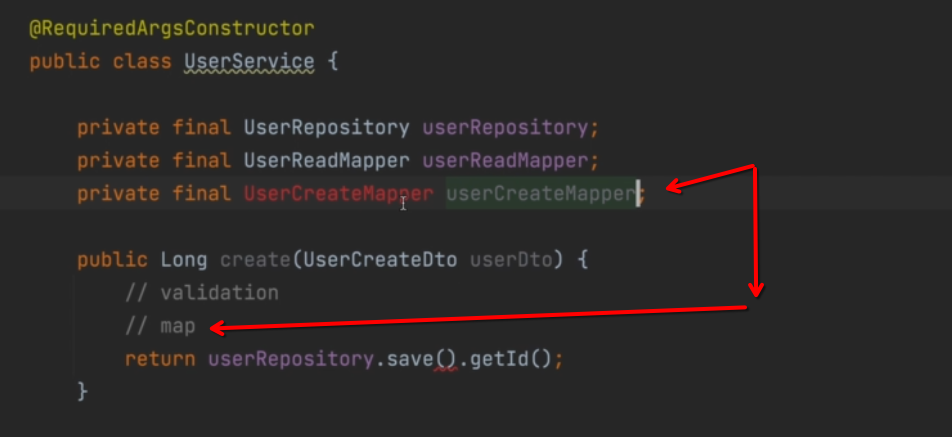 @RequiredArgsConstructor
public class UserService {
private final UserRepository userRepository;
private final UserReadMapper userReadMapper;
private final UserCreateMapper userCreateMapper;
public Long create(UserCreateDto userDto) {
// validation
// map
return userRepository.save().getId();
}